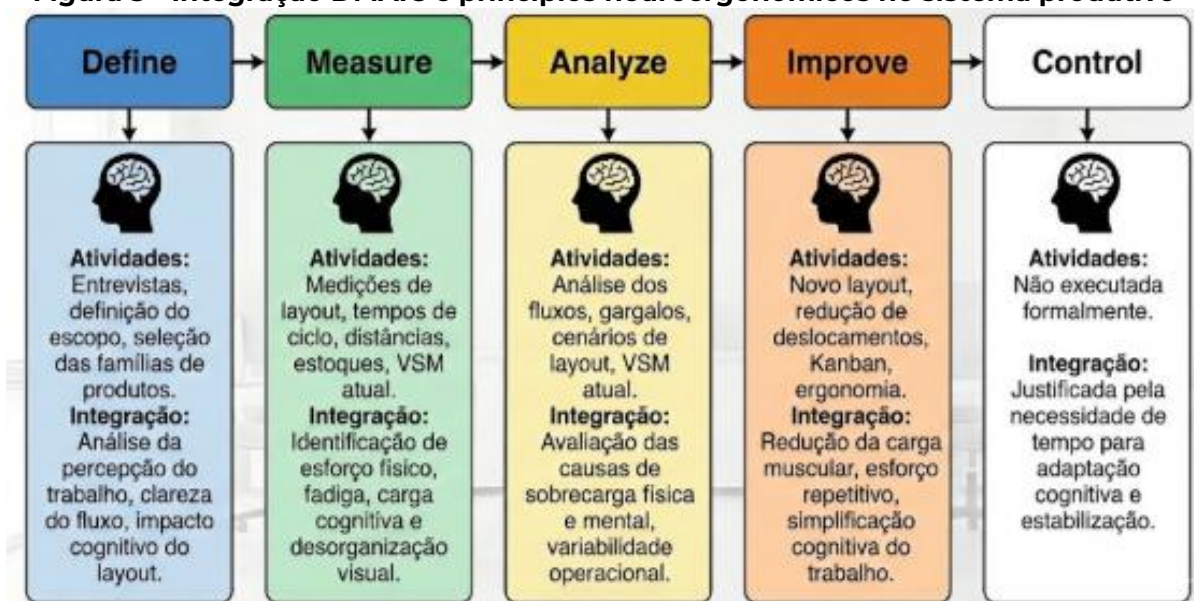 Define
Measure
Analyze
Improve
Control
Atividades:
Entrevistas,
definição do
escopo, seleção
das famílias de
produtos.
Integração:
Análise da
percepção do
trabalho, clareza
do fluxo, impacto
cognitivo do
layout.
Atividades:
Medições de
layout, tempos de
ciclo, distâncias,
estoques, VSM
atual.
Integração:
Identificação de
esforço físico,
fadiga, carga
cognitiva e
desorganização
visual.
Atividades:
Análise dos
fluxos, gargalos,
cenários de
layout, VSM
atual.
Integração:
Avaliação das
causas de
sobrecarga física
e mental,
variabilidade
operacional.
Atividades:
Novo layout,
redução de
deslocamentos,
Kanban,
ergonomia.
Integração:
Redução da carga
muscular, esforço
repetitivo,
simplificação
cognitiva do
trabalho.
Atividades:
Não executada
formalmente.
Integração:
Justificada pela
necessidade de
tempo para
adaptação
cognitiva e
estabilização.